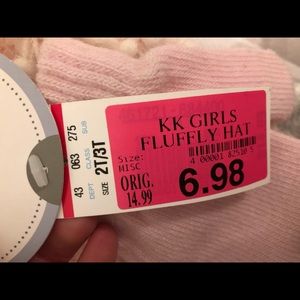 KK GIRLS
FLUFFLY HAT
Size:
MISC
4 00001 82510 5
ORIG.
14.99
6.98
275
SUB
063
CLASS
43
DEPT
2T/3T
SIZE